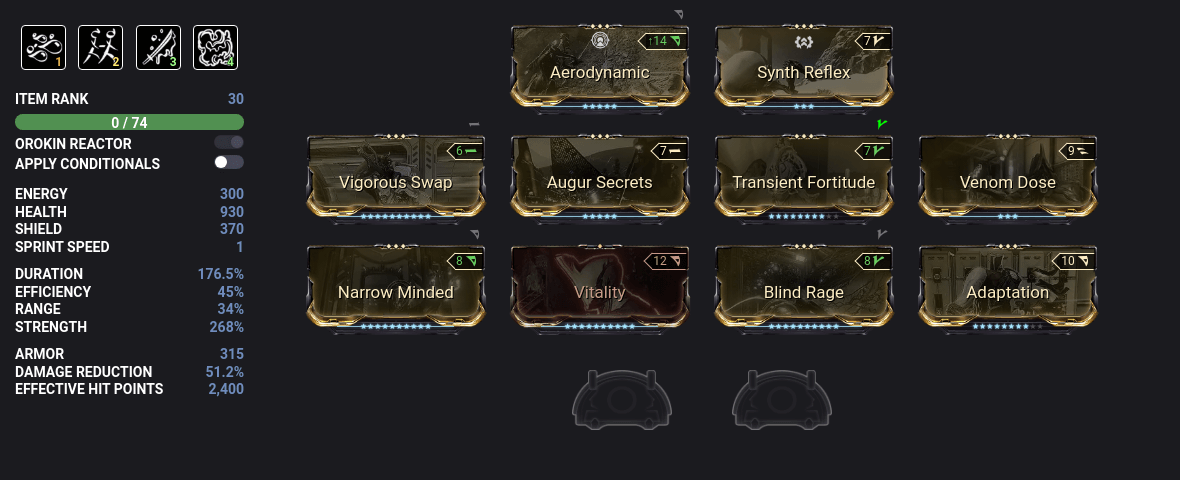 1
2
3
4
ITEM RANK 30
0 / 74
OROKIN REACTOR
APPLY CONDITIONALS
ENERGY 300
HEALTH 930
SHIELD 370
SPRINT SPEED 1
DURATION 176.5%
EFFICIENCY 45%
RANGE 34%
STRENGTH 268%
ARMOR 315
DAMAGE REDUCTION 51.2%
EFFECTIVE HIT POINTS 2,400
↑14
Aerodynamic
7
Synth Reflex
6
Vigorous Swap
7
Augur Secrets
7
Transient Fortitude
9
Venom Dose
8
Narrow Minded
12
Vitality
8
Blind Rage
10
Adaptation